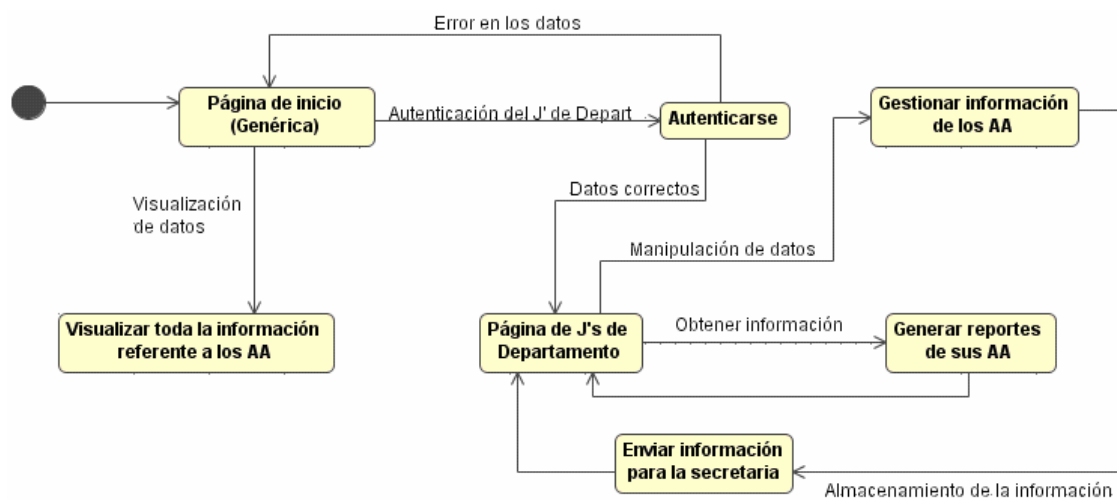 Error en los datos
Página de inicio
(Genérica)
Autenticación del J' de Depart
Autenticarse
Gestionar información
de los AA
Visualización
de datos
Datos correctos
Manipulación de datos
Visualizar toda la información
referente a los AA
Página de J's de
Departamento
Obtener información
Generar reportes
de sus AA
Enviar información
para la secretaria
Almacenamiento de la información